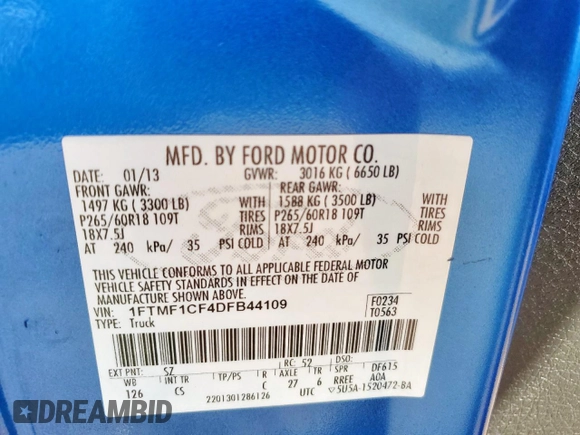 MFD. BY FORD MOTOR CO.
DATE: 01/13 GVWR: 3016 KG ( 6650 LB)
FRONT GAWR: REAR GAWR:
1497 KG ( 3300 LB) WITH 1588 KG ( 3500 LB) WITH
P265/60R18 109T TIRES P265/60R18 109T TIRES
18X7.5J RIMS 18X7.5J RIMS
AT 240 kPa/ 35 PSI COLD AT 240 kPa/ 35 PSI COLD
THIS VEHICLE CONFORMS TO ALL APPLICABLE FEDERAL MOTOR
VEHICLE SAFETY STANDARDS IN EFFECT ON THE DATE OF
MANUFACTURE SHOWN ABOVE.
VIN: 1FTMF1CF4DFB44109 F0234
TYPE: Truck T0563
EXT PNT: SZ RC: 52 DSO:
WB INT TR TP/PS R AXLE TR SPR DF615
126 CS C 27 6 RREE A0A
2201301286126 UTC 5U5A-1520472-BA
DREAMBID